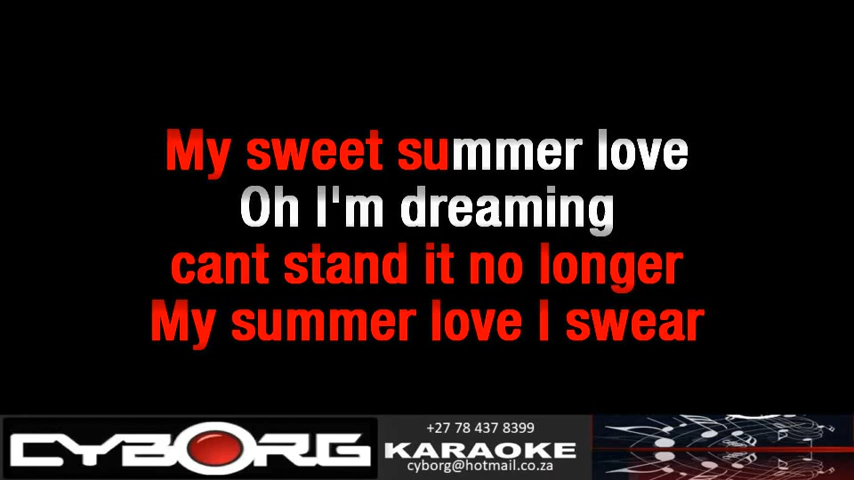 My sweet summer love
Oh I'm dreaming
cant stand it no longer
My summer love I swear
CYBORG
+27 78 437 8399
KARAOKE
cyborg@hotmail.co.za